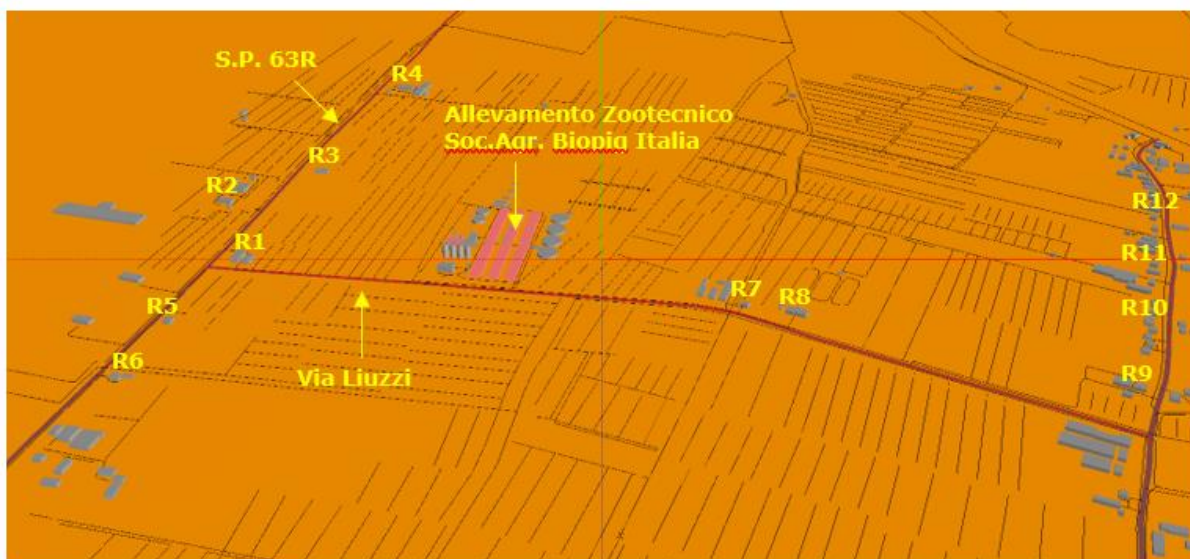 S.P. 63R
R4
Allevamento Zootecnico
Soc.Agr. Biopig Italia
R3
R2
R12
R1
R11
R7
R8
R5
R10
R6
Via Liuzzi
R9